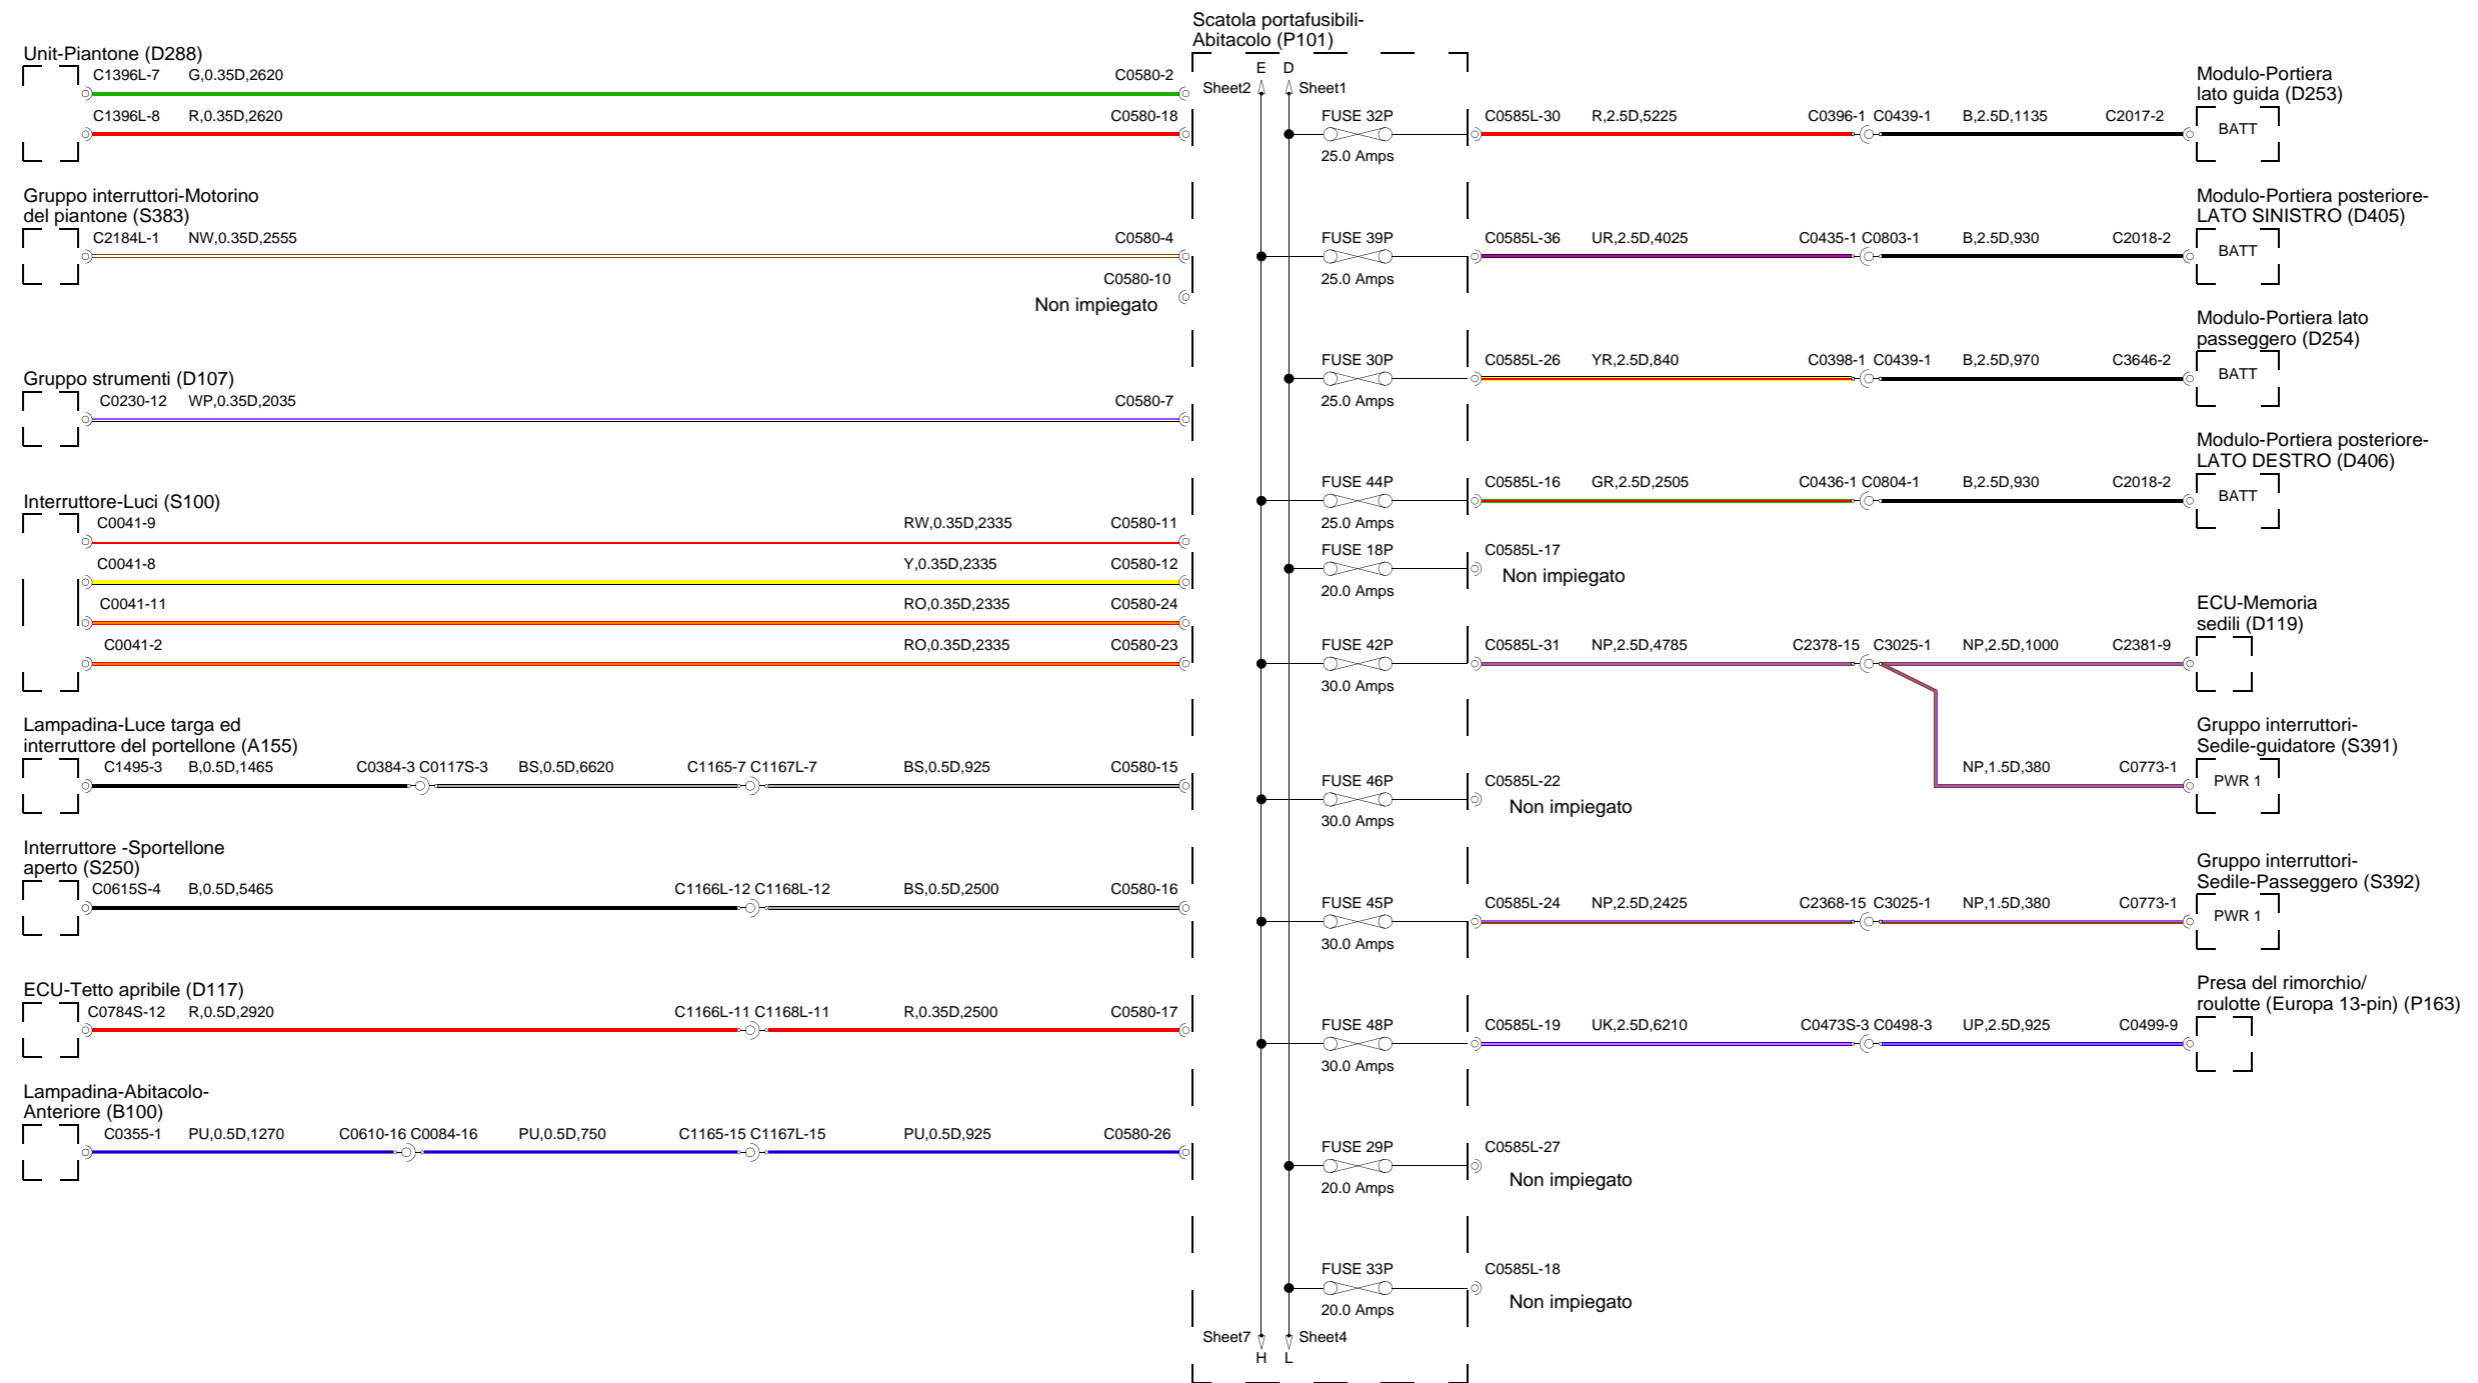 Scatola portafusibili-
Abitacolo (P101)
E D
Sheet2 Sheet1
Unit-Piantone (D288)
C1396L-7 G,0.35D,2620 C0580-2
C1396L-8 R,0.35D,2620 C0580-18
Gruppo interruttori-Motorino
del piantone (S383)
C2184L-1 NW,0.35D,2555 C0580-4
C0580-10
Non impiegato
Gruppo strumenti (D107)
C0230-12 WP,0.35D,2035 C0580-7
Interruttore-Luci (S100)
C0041-9 RW,0.35D,2335 C0580-11
C0041-8 Y,0.35D,2335 C0580-12
C0041-11 RO,0.35D,2335 C0580-24
C0041-2 RO,0.35D,2335 C0580-23
Lampadina-Luce targa ed
interruttore del portellone (A155)
C1495-3 B,0.5D,1465 C0384-3 C0117S-3 BS,0.5D,6620 C1165-7 C1167L-7 BS,0.5D,925 C0580-15
Interruttore -Sportellone
aperto (S250)
C0615S-4 B,0.5D,5465 C1166L-12 C1168L-12 BS,0.5D,2500 C0580-16
ECU-Tetto apribile (D117)
C0784S-12 R,0.5D,2920 C1166L-11 C1168L-11 R,0.35D,2500 C0580-17
Lampadina-Abitacolo-
Anteriore (B100)
C0355-1 PU,0.5D,1270 C0610-16 C0084-16 PU,0.5D,750 C1165-15 C1167L-15 PU,0.5D,925 C0580-26
Modulo-Portiera
lato guida (D253)
FUSE 32P C0585L-30 R,2.5D,5225 C0396-1 C0439-1 B,2.5D,1135 C2017-2
BATT
25.0 Amps
Modulo-Portiera posteriore-
LATO SINISTRO (D405)
FUSE 39P C0585L-36 UR,2.5D,4025 C0435-1 C0803-1 B,2.5D,930 C2018-2
BATT
25.0 Amps
Modulo-Portiera lato
passeggero (D254)
FUSE 30P C0585L-26 YR,2.5D,840 C0398-1 C0439-1 B,2.5D,970 C3646-2
BATT
25.0 Amps
Modulo-Portiera posteriore-
LATO DESTRO (D406)
FUSE 44P C0585L-16 GR,2.5D,2505 C0436-1 C0804-1 B,2.5D,930 C2018-2
BATT
25.0 Amps
FUSE 18P C0585L-17
Non impiegato
20.0 Amps
ECU-Memoria
sedili (D119)
FUSE 42P C0585L-31 NP,2.5D,4785 C2378-15 C3025-1 NP,2.5D,1000 C2381-9
30.0 Amps
Gruppo interruttori-
Sedile-guidatore (S391)
NP,1.5D,380 C0773-1
PWR 1
FUSE 46P C0585L-22
Non impiegato
30.0 Amps
Gruppo interruttori-
Sedile-Passeggero (S392)
FUSE 45P C0585L-24 NP,2.5D,2425 C2368-15 C3025-1 NP,1.5D,380 C0773-1
PWR 1
30.0 Amps
Presa del rimorchio/
roulotte (Europa 13-pin) (P163)
FUSE 48P C0585L-19 UK,2.5D,6210 C0473S-3 C0498-3 UP,2.5D,925 C0499-9
30.0 Amps
FUSE 29P C0585L-27
Non impiegato
20.0 Amps
FUSE 33P C0585L-18
Non impiegato
20.0 Amps
Sheet7 Sheet4
H L